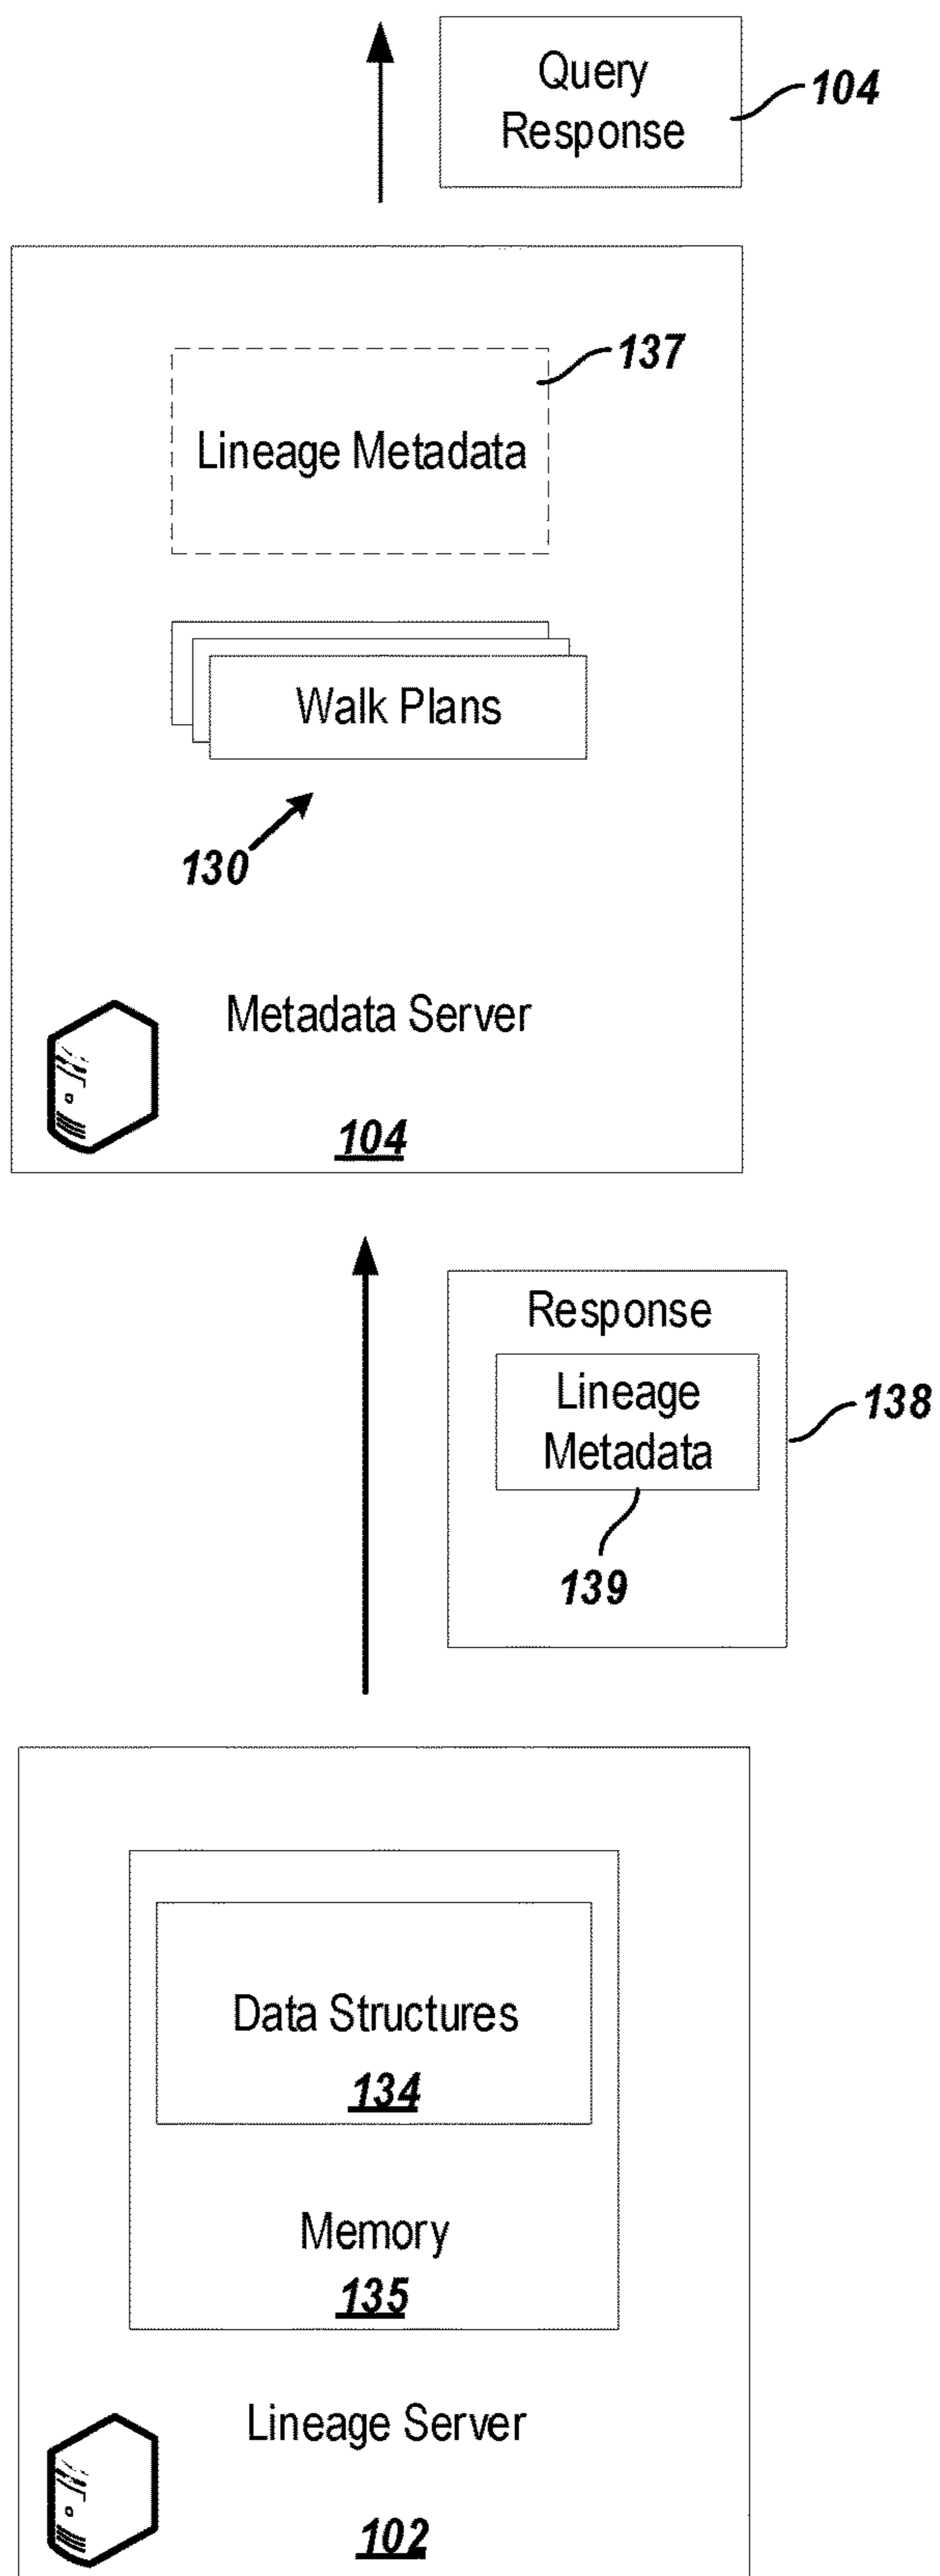 Query
Response
104
137
Lineage Metadata
Walk Plans
130
Metadata Server
104
Response
Lineage
Metadata
138
139
Data Structures
134
Memory
135
Lineage Server
102